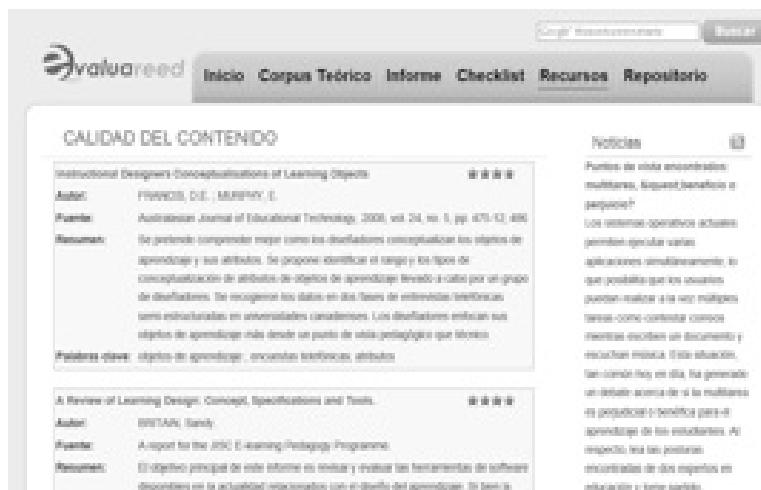 Buscar
evaluareed
Inicio Corpus Teórico Informe Checklist Recursos Repositorio
CALIDAD DEL CONTENIDO
Instructional Designers Conceptualisations of Learning Objects
Autor: FRANCIS, D.E. ; MURPHY, E.
Fuente: Australasian Journal of Educational Technology, 2008, vol. 24, no. 5, pp. 475-
Resumen: Se pretende comprender mejor como los diseñadores conceptualizan los objetos de
aprendizaje y sus atributos. Se propone identificar el rango y los tipos de
conceptualización de atributos de objetos de aprendizaje llevado a cabo por un grupo
de diseñadores. Se recogieron los datos en dos fases de entrevistas telefónicas
semi-estructuradas en universidades canadienses. Los diseñadores enfocan sus
objetos de aprendizaje más desde un punto de vista pedagógico que técnico.
Palabras clave: objetos de aprendizaje ; encuestas telefónicas; atributos
A Review of Learning Design: Concept, Specifications and Tools.
Autor: BRITAIN, Sandy
Fuente: A report for the JISC E-learning Pedagogy Programme.
Resumen: El objetivo principal de este informe es revisar y evaluar las herramientas de software
disponibles en la actualidad relacionados con el diseño del aprendizaje. Si bien la
Noticias
Puntos de vista encontrados:
multitarea, &iquest;beneficio o
perjuicio?
Los sistemas operativos actuales
permiten ejecutar varias
aplicaciones simultáneamente, lo
que posibilita que los usuarios
puedan realizar a la vez múltiples
tareas como contestar correos
mientras escriben un documento y
escuchan música. Esta situación,
tan común hoy en día, ha generado
un debate acerca de si la multitarea
es perjudicial o benéfica para el
aprendizaje de los estudiantes. Al
respecto, lea las posturas
encontradas de dos expertos en
educación y tome partido.